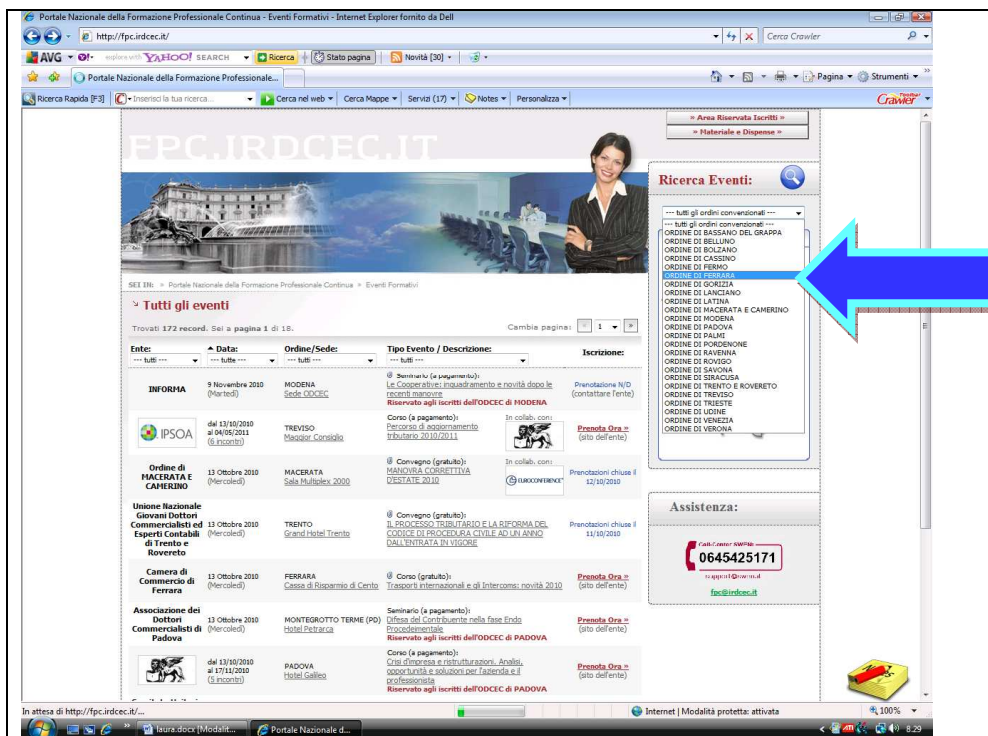 Portale Nazionale della Formazione Professionale Continua - Eventi Formativi - Internet Explorer fornito da Dell
http://fpc.irdcec.it/
Cerca Crawler
AVG
YAHOO! SEARCH
Ricerca
Stato pagina
Novità [30]
Portale Nazionale della Formazione Professionale...
Pagina
Strumenti
Ricerca Rapida [F3]
Inserisci la tua ricerca...
Cerca nel web
Cerca Mappe
Servizi (17)
Notes
Personalizza
Crawler
Toolbar
FPC.IRDCEC.IT
» Area Riservata Iscritti »
» Materiale e Dispense »
Ricerca Eventi:
--- tutti gli ordini convenzionati ---
--- tutti gli ordini convenzionati ---
ORDINE DI BASSANO DEL GRAPPA
ORDINE DI BELLUNO
ORDINE DI BOLZANO
ORDINE DI CASSINO
ORDINE DI FERMO
ORDINE DI FERRARA
ORDINE DI GORIZIA
ORDINE DI LANCIANO
ORDINE DI LATINA
ORDINE DI MACERATA E CAMERINO
ORDINE DI MODENA
ORDINE DI PADOVA
ORDINE DI PALMI
ORDINE DI PORDENONE
ORDINE DI RAVENNA
ORDINE DI ROVIGO
ORDINE DI SAVONA
ORDINE DI SIRACUSA
ORDINE DI TRENTO E ROVERETO
ORDINE DI TREVISO
ORDINE DI TRIESTE
ORDINE DI UDINE
ORDINE DI VENEZIA
ORDINE DI VERONA
SEI IN: » Portale Nazionale della Formazione Professionale Continua » Eventi Formativi
Tutti gli eventi
Trovati 172 record. Sei a pagina 1 di 18.
Cambia pagina: « 1 »
Ente: Data: Ordine/Sede: Tipo Evento / Descrizione: Iscrizione:
--- tutti --- --- tutte --- --- tutti --- --- tutti ---
INFORMA
9 Novembre 2010
(Martedì)
MODENA
Sede ODCEC
Seminario (a pagamento):
Le Cooperative: inquadramento e novità dopo le
recenti manovre
Riservato agli iscritti dell'ODCEC di MODENA
Prenotazione N/D
(contattare l'ente)
IPSOA
dal 13/10/2010
al 04/05/2011
(6 incontri)
TREVISO
Maggior Consiglio
Corso (a pagamento):
Percorso di aggiornamento
tributario 2010/2011
In collab. con:
Prenota Ora »
(sito dell'ente)
Ordine di
MACERATA E
CAMERINO
13 Ottobre 2010
(Mercoledì)
MACERATA
Sala Multiplex 2000
Convegno (gratuito):
MANOVRA CORRETTIVA
D'ESTATE 2010
In collab. con:
EUROCONFERENCE
Prenotazioni chiuse il
12/10/2010
Unione Nazionale
Giovani Dottori
Commercialisti ed
Esperti Contabili
di Trento e
Rovereto
13 Ottobre 2010
(Mercoledì)
TRENTO
Grand Hotel Trento
Convegno (gratuito):
IL PROCESSO TRIBUTARIO E LA RIFORMA DEL
CODICE DI PROCEDURA CIVILE AD UN ANNO
DALL'ENTRATA IN VIGORE
Prenotazioni chiuse il
11/10/2010
Camera di
Commercio di
Ferrara
13 Ottobre 2010
(Mercoledì)
FERRARA
Cassa di Risparmio di Cento
Corso (gratuito):
Trasporti internazionali e gli Intercoms: novità 2010
Prenota Ora »
(sito dell'ente)
Associazione dei
Dottori
Commercialisti di
Padova
13 Ottobre 2010
(Mercoledì)
MONTEGROTTO TERME (PD)
Hotel Petrarca
Seminario (a pagamento):
Difesa del Contribuente nella fase Endo
Procedeimentale
Riservato agli iscritti dell'ODCEC di PADOVA
Prenota Ora »
(sito dell'ente)
dal 13/10/2010
al 17/11/2010
(5 incontri)
PADOVA
Hotel Galileo
Corso (a pagamento):
Crisi d'impresa e ristrutturazioni. Analisi,
opportunità e soluzioni per l'azienda e il
professionista
Riservato agli iscritti dell'ODCEC di PADOVA
Prenota Ora »
(sito dell'ente)
Assistenza:
0645425171
fpc@irdcec.it
In attesa di http://fpc.irdcec.it/...
Internet | Modalità protetta: attivata
100%
laura.docx [Modalit...
Portale Nazionale d...
8.29